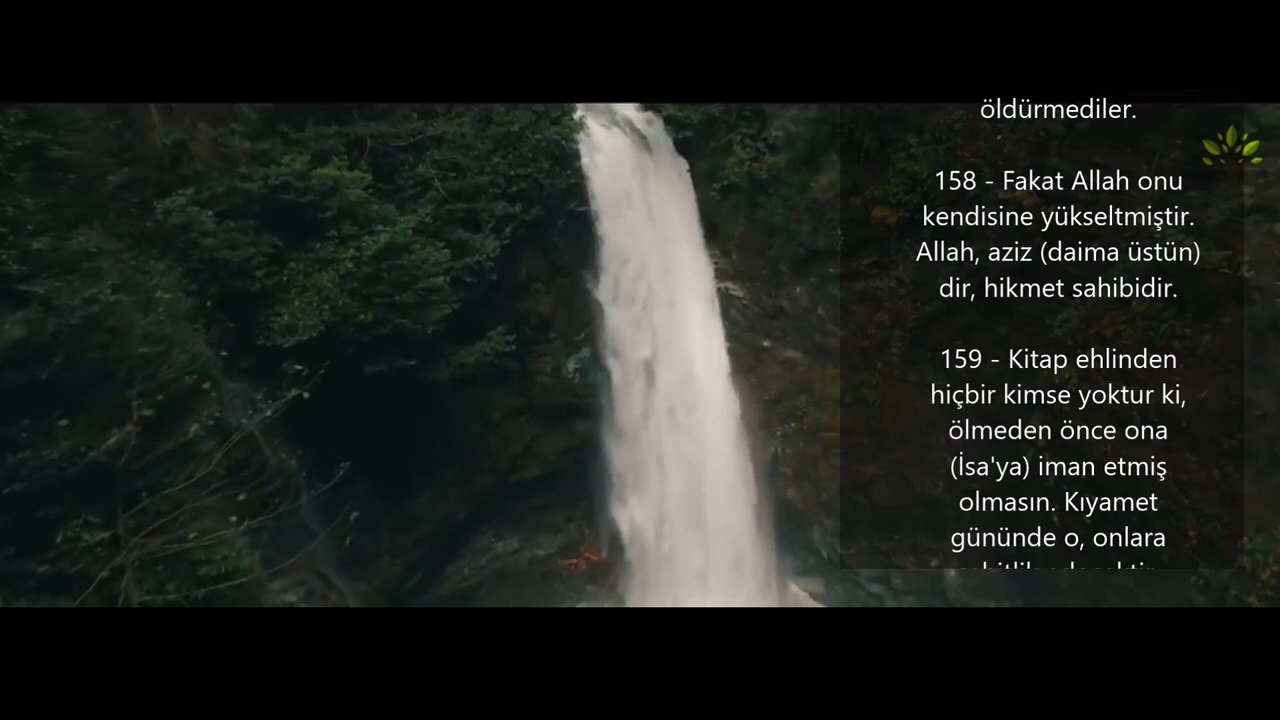 öldürmediler.
158 - Fakat Allah onu
kendisine yükseltmiştir.
Allah, aziz (daima üstün)
dir, hikmet sahibidir.
159 - Kitap ehlinden
hiçbir kimse yoktur ki,
ölmeden önce ona
(İsa'ya) iman etmiş
olmasın. Kıyamet
gününde o, onlara